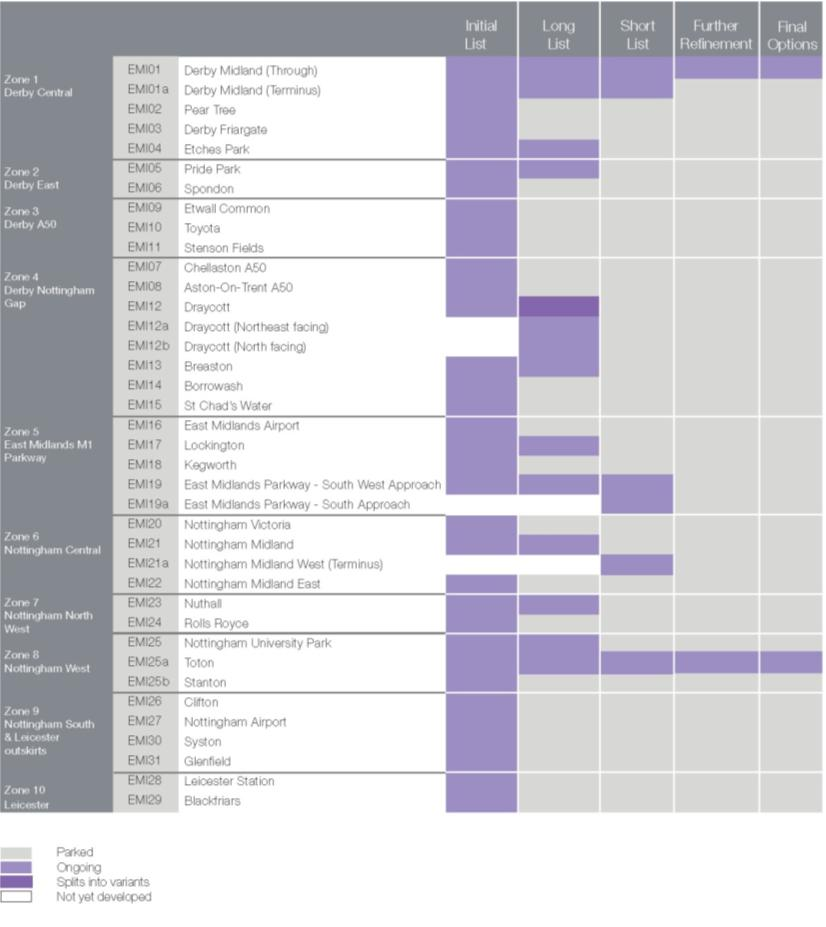 Initial List
Long List
Short List
Further Refinement
Final Options
Zone 1
Derby Central
EMI01 Derby Midland (Through)
EMI01a Derby Midland (Terminus)
EMI02 Pear Tree
EMI03 Derby Friargate
EMI04 Etches Park
Zone 2
Derby East
EMI05 Pride Park
EMI06 Spondon
Zone 3
Derby A50
EMI09 Etwall Common
EMI10 Toyota
EMI11 Stenson Fields
Zone 4
Derby Nottingham
Gap
EMI07 Chellaston A50
EMI08 Aston-On-Trent A50
EMI12 Draycott
EMI12a Draycott (Northeast facing)
EMI12b Draycott (North facing)
EMI13 Breaston
EMI14 Borrowash
EMI15 St Chad's Water
Zone 5
East Midlands M1
Parkway
EMI16 East Midlands Airport
EMI17 Lockington
EMI18 Kegworth
EMI19 East Midlands Parkway - South West Approach
EMI19a East Midlands Parkway - South Approach
Zone 6
Nottingham Central
EMI20 Nottingham Victoria
EMI21 Nottingham Midland
EMI21a Nottingham Midland West (Terminus)
EMI22 Nottingham Midland East
Zone 7
Nottingham North
West
EMI23 Nuthall
EMI24 Rolls Royce
Zone 8
Nottingham West
EMI25 Nottingham University Park
EMI25a Toton
EMI25b Stanton
Zone 9
Nottingham South
& Leicester
outskirts
EMI26 Clifton
EMI27 Nottingham Airport
EMI30 Syston
EMI31 Glenfield
Zone 10
Leicester
EMI28 Leicester Station
EMI29 Blackfriars
Parked
Ongoing
Splits into variants
Not yet developed